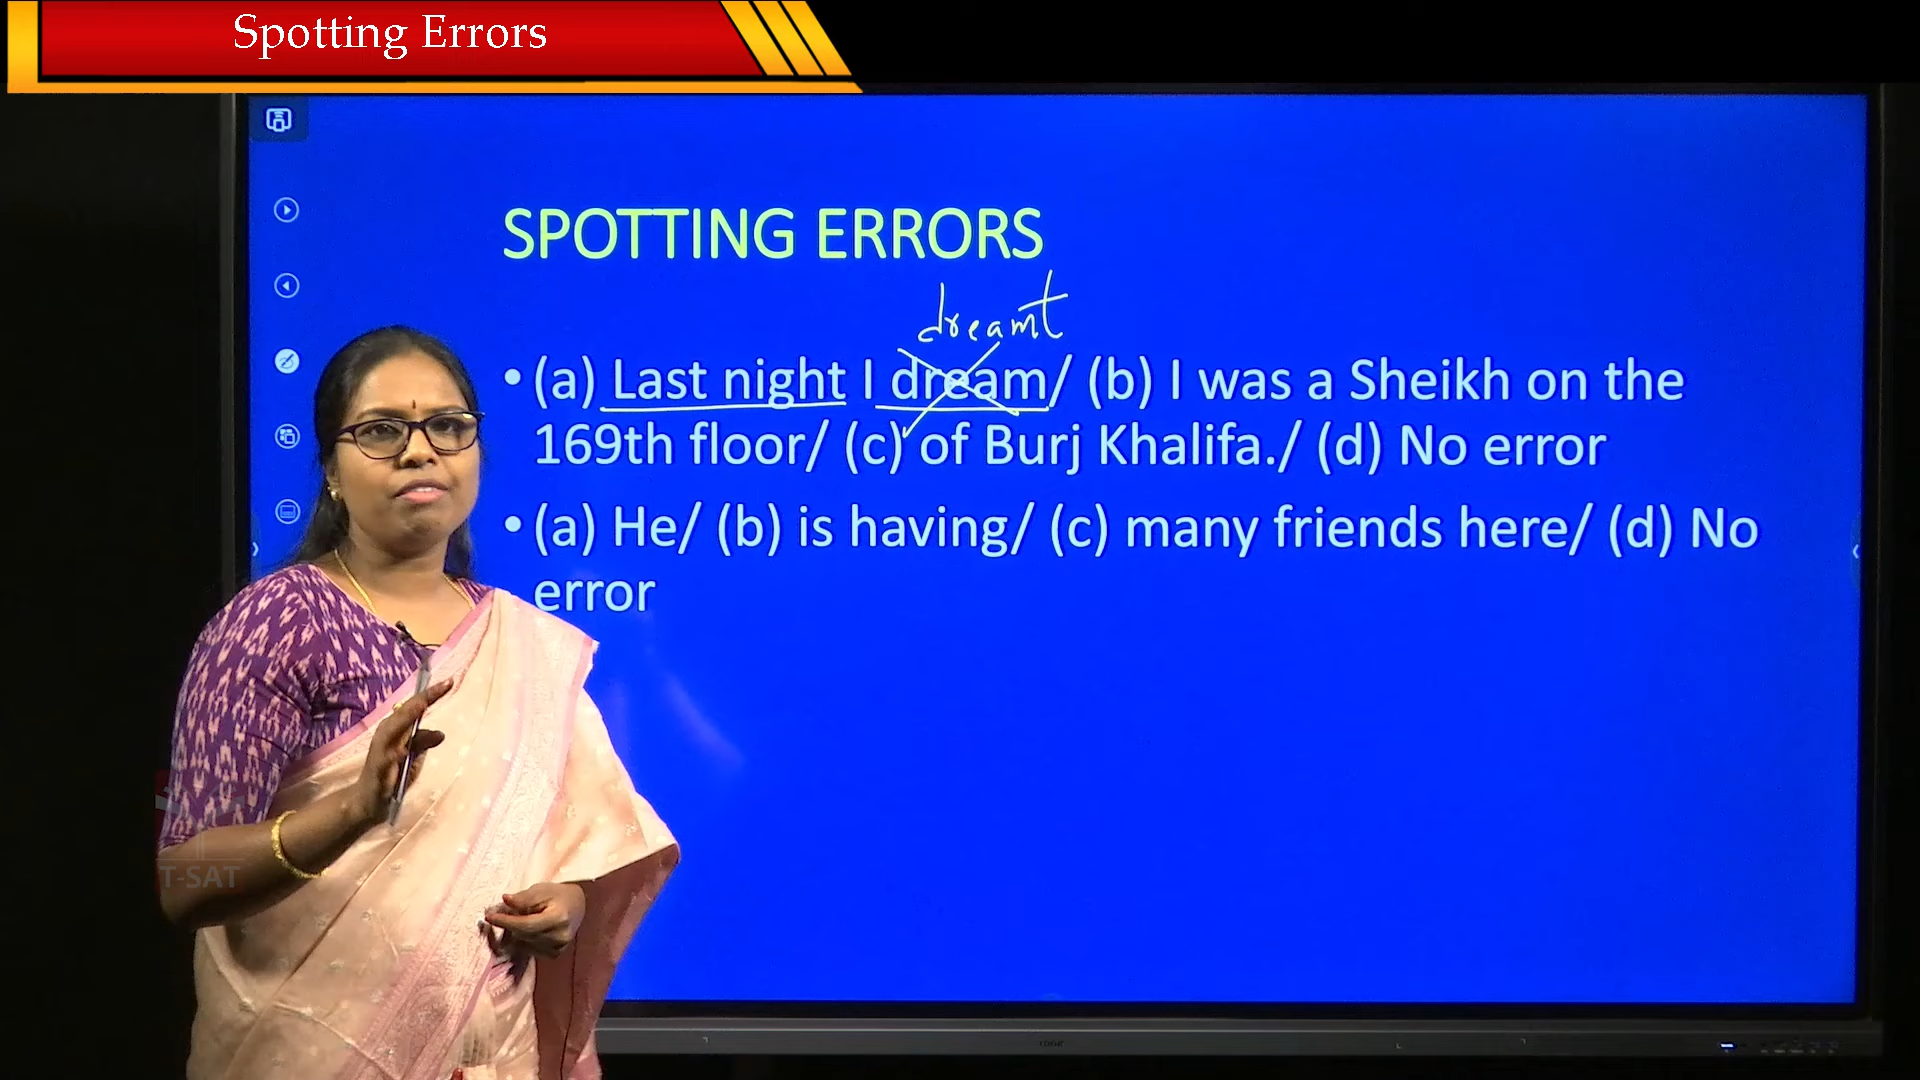 Spotting Errors
SPOTTING ERRORS
dreamt
• (a) Last night I dream/ (b) I was a Sheikh on the
169th floor/ (c) of Burj Khalifa./ (d) No error
• (a) He/ (b) is having/ (c) many friends here/ (d) No
error
T-SAT